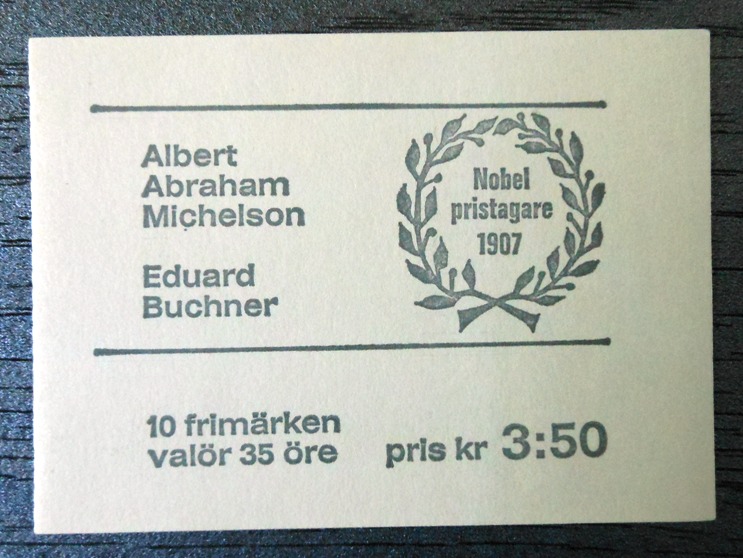 Albert
Abraham
Michelson
Eduard
Buchner
Nobel
pristagare
1907
10 frimärken
valör 35 öre
pris kr 3:50